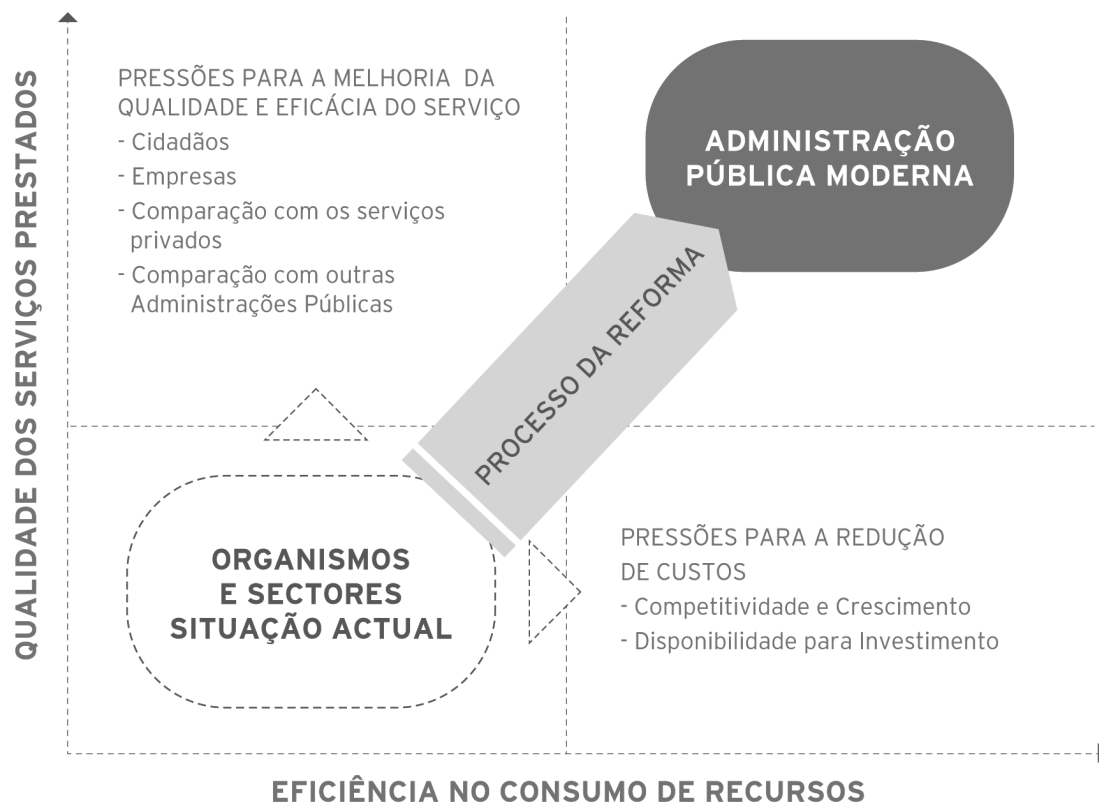 QUALIDADE DOS SERVIÇOS PRESTADOS
PRESSÕES PARA A MELHORIA DA
QUALIDADE E EFICÁCIA DO SERVIÇO
- Cidadãos
- Empresas
- Comparação com os serviços
privados
- Comparação com outras
Administrações Públicas
ADMINISTRAÇÃO
PÚBLICA MODERNA
PROCESSO DA REFORMA
ORGANISMOS
E SECTORES
SITUAÇÃO ACTUAL
PRESSÕES PARA A REDUÇÃO
DE CUSTOS
- Competitividade e Crescimento
- Disponibilidade para Investimento
EFICIÊNCIA NO CONSUMO DE RECURSOS